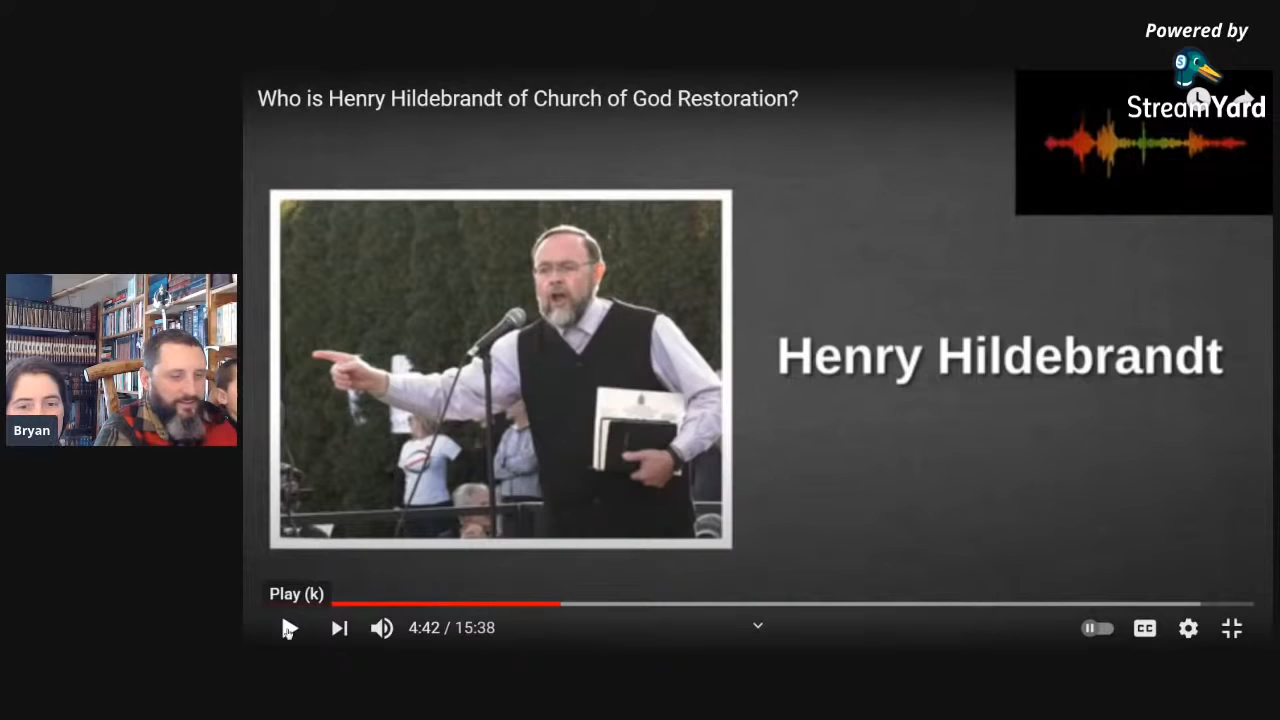 Powered by
StreamYard
Who is Henry Hildebrandt of Church of God Restoration?
Henry Hildebrandt
Bryan
Play (k)
4:42 / 15:38
CC